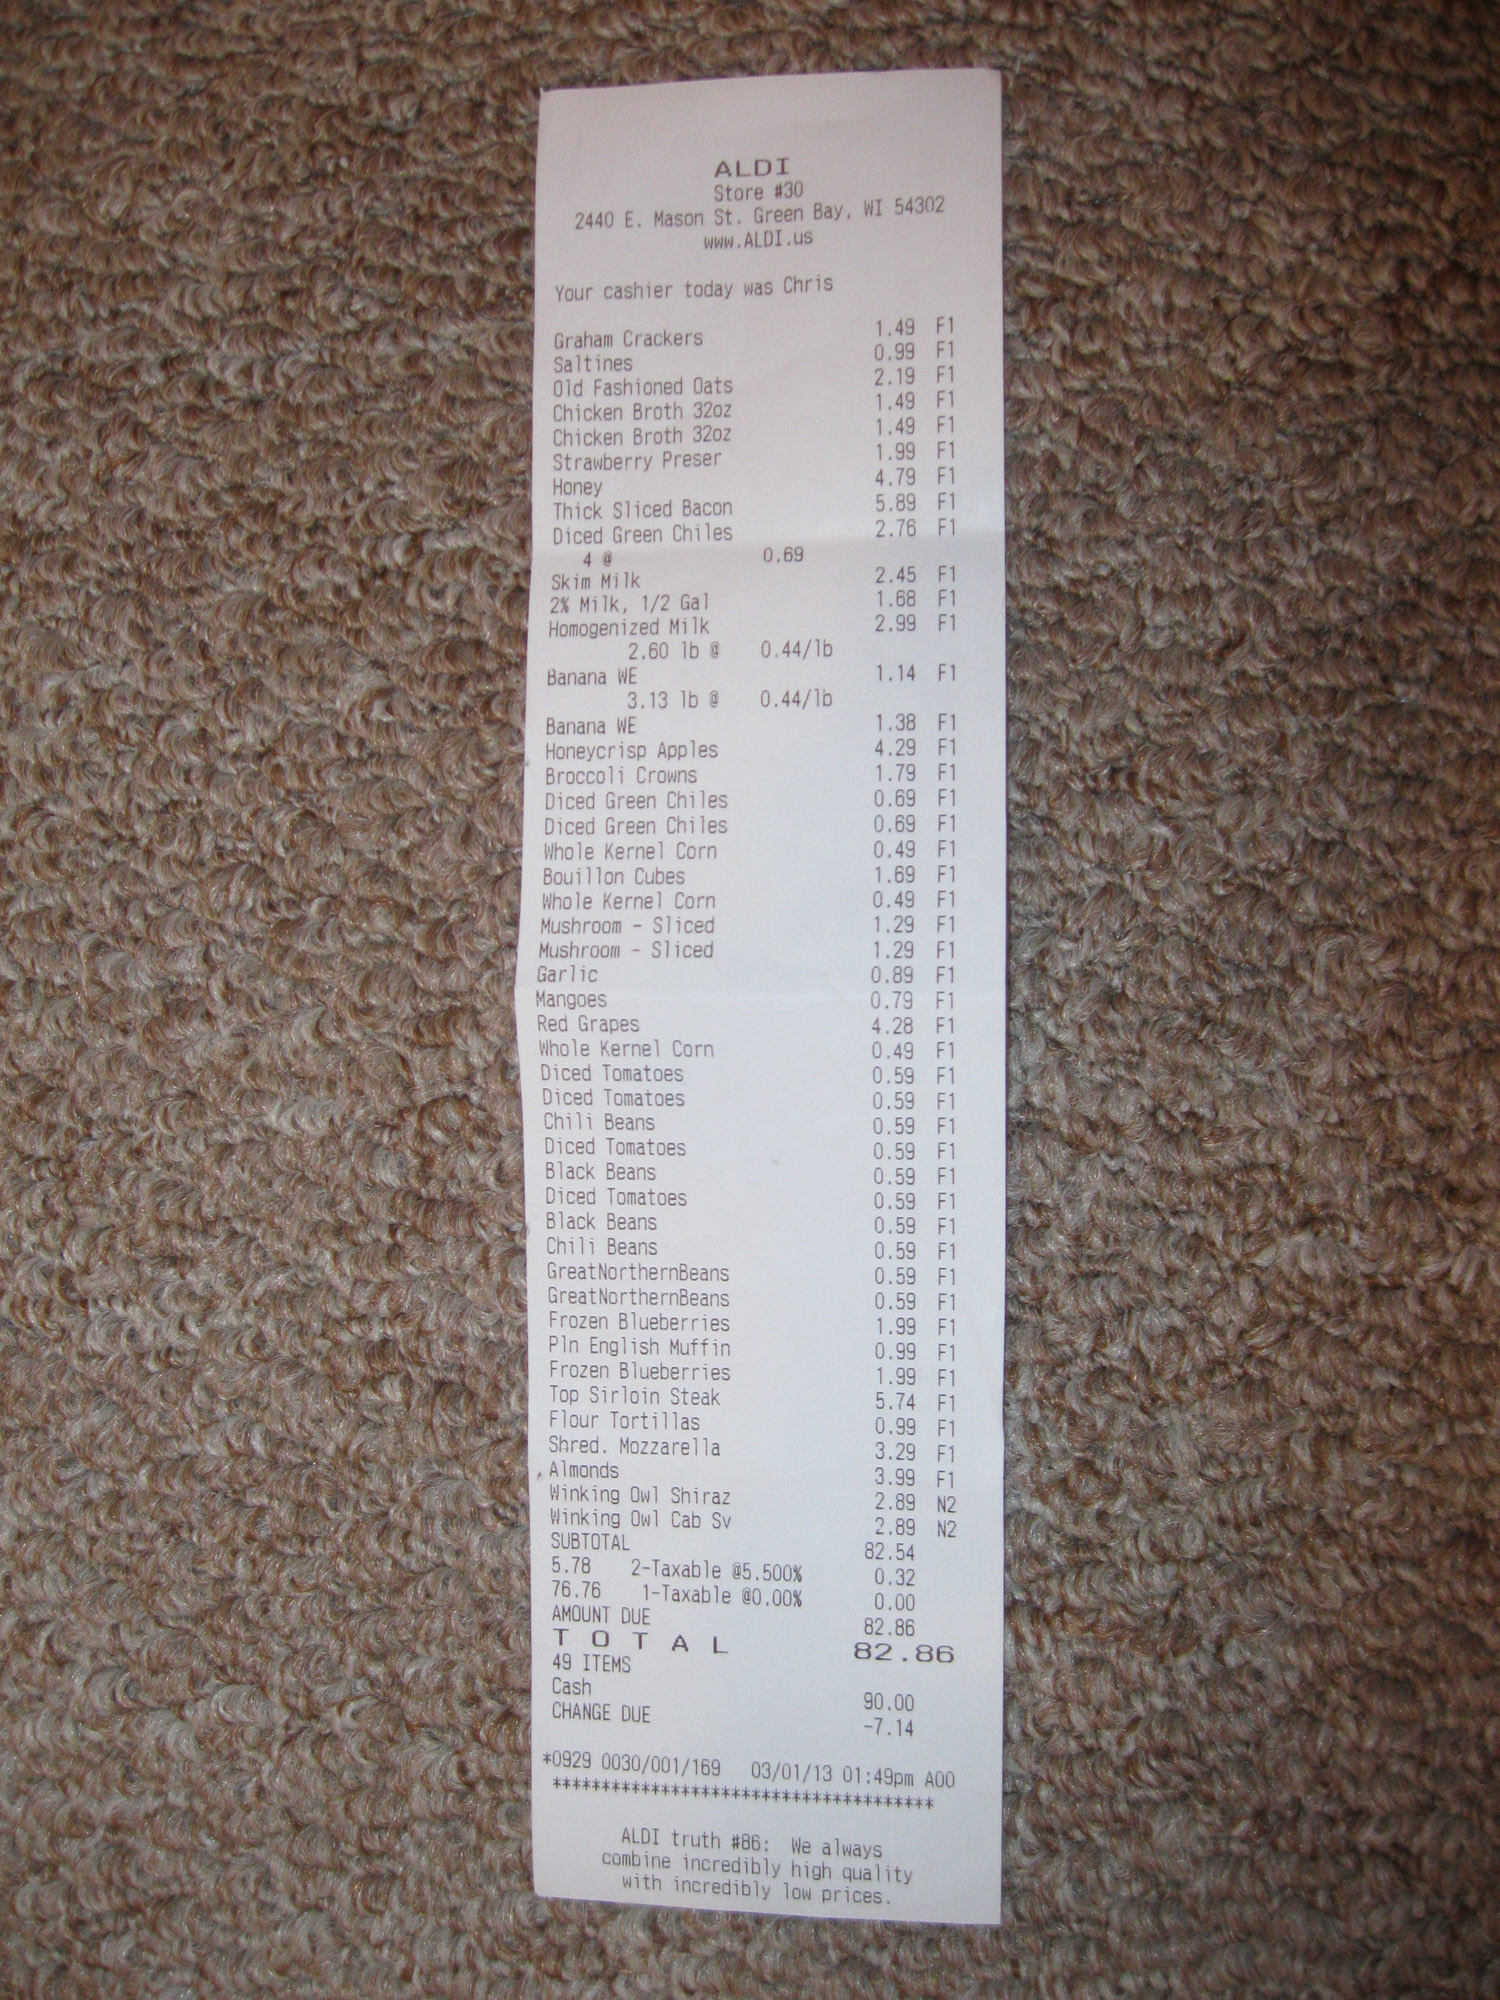 ALDI
Store #30
2440 E. Mason St. Green Bay, WI 54302
www.ALDI.us
Your cashier today was Chris
Graham Crackers 1.49 F1
Saltines 0.99 F1
Old Fashioned Oats 2.19 F1
Chicken Broth 32oz 1.49 F1
Chicken Broth 32oz 1.49 F1
Strawberry Preser 1.99 F1
Honey 4.79 F1
Thick Sliced Bacon 5.89 F1
Diced Green Chiles 2.76 F1
4 @ 0.69
Skim Milk 2.45 F1
2% Milk, 1/2 Gal 1.68 F1
Homogenized Milk 2.99 F1
2.60 lb @ 0.44/lb
Banana WE 1.14 F1
3.13 lb @ 0.44/lb
Banana WE 1.38 F1
Honeycrisp Apples 4.29 F1
Broccoli Crowns 1.79 F1
Diced Green Chiles 0.69 F1
Diced Green Chiles 0.69 F1
Whole Kernel Corn 0.49 F1
Bouillon Cubes 1.69 F1
Whole Kernel Corn 0.49 F1
Mushroom - Sliced 1.29 F1
Mushroom - Sliced 1.29 F1
Garlic 0.89 F1
Mangoes 0.79 F1
Red Grapes 4.28 F1
Whole Kernel Corn 0.49 F1
Diced Tomatoes 0.59 F1
Diced Tomatoes 0.59 F1
Chili Beans 0.59 F1
Diced Tomatoes 0.59 F1
Black Beans 0.59 F1
Diced Tomatoes 0.59 F1
Black Beans 0.59 F1
Chili Beans 0.59 F1
GreatNorthernBeans 0.59 F1
GreatNorthernBeans 0.59 F1
Frozen Blueberries 1.99 F1
Pln English Muffin 0.99 F1
Frozen Blueberries 1.99 F1
Top Sirloin Steak 5.74 F1
Flour Tortillas 0.99 F1
Shred. Mozzarella 3.29 F1
Almonds 3.99 F1
Winking Owl Shiraz 2.89 N2
Winking Owl Cab Sv 2.89 N2
SUBTOTAL 82.54
5.78 2-Taxable @5.500% 0.32
76.76 1-Taxable @0.00% 0.00
AMOUNT DUE 82.86
T O T A L 82.86
49 ITEMS
Cash 90.00
CHANGE DUE -7.14
*0929 0030/001/169 03/01/13 01:49pm A00
***************************************
ALDI truth #86: We always
combine incredibly high quality
with incredibly low prices.